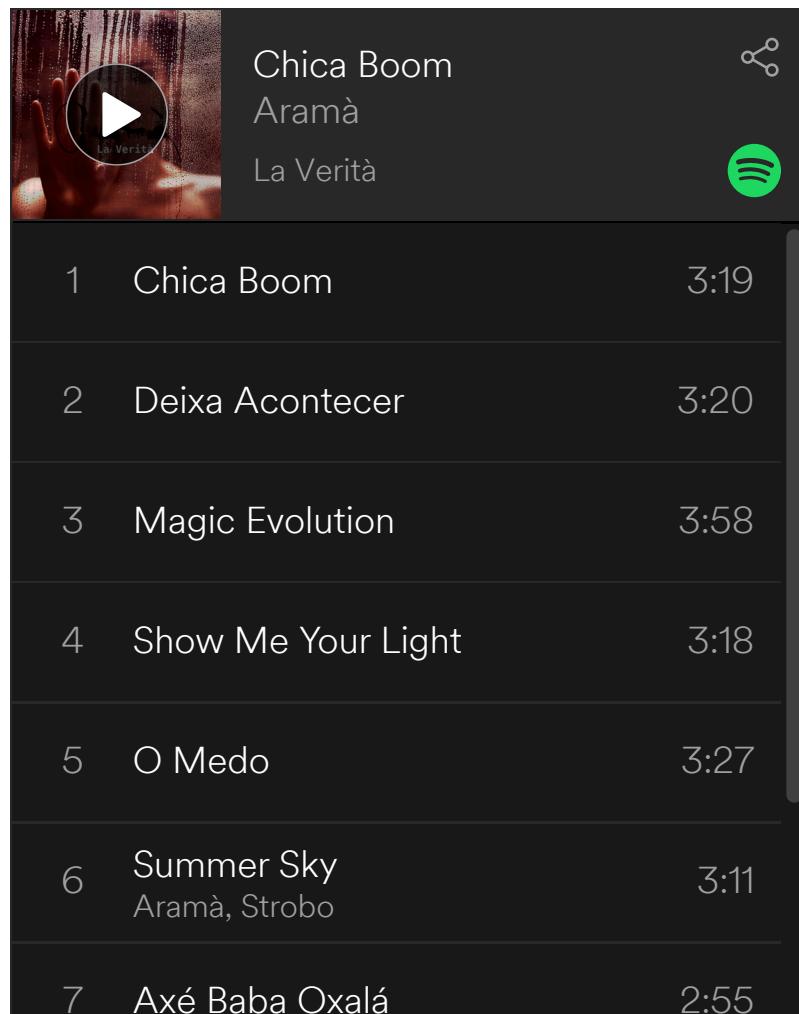 Chica Boom
Aramà
La Verità
La Verità
1 Chica Boom 3:19
2 Deixa Acontecer 3:20
3 Magic Evolution 3:58
4 Show Me Your Light 3:18
5 O Medo 3:27
6 Summer Sky 3:11
Aramà, Strobo
7 Axé Baba Oxalá 2:55